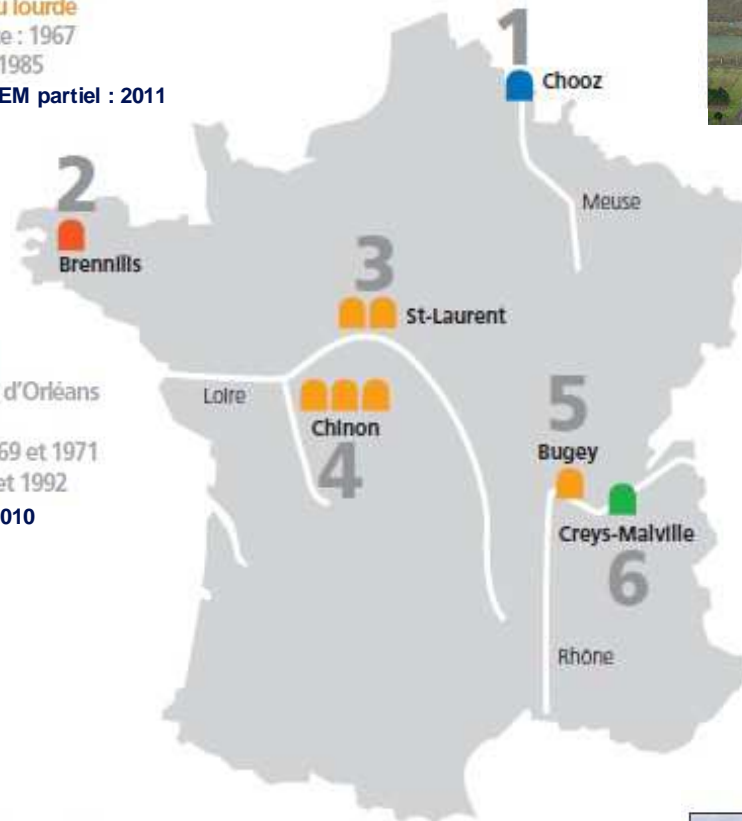 u lourde
e : 1967
1985
EM partiel : 2011
1
Chooz
Meuse
2
Brennilis
3
St-Laurent
d'Orléans
69 et 1971
et 1992
010
Loire
Chinon
4
5
Bugey
Creys-Malville
6
Rhône